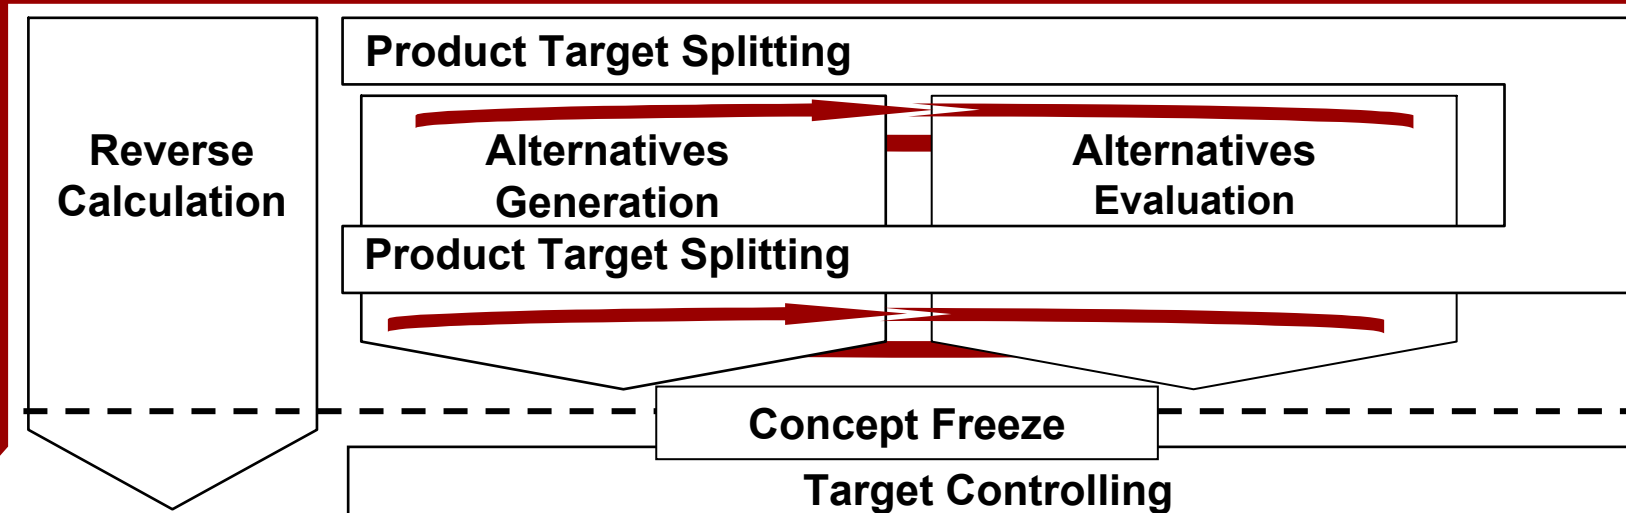 Product Target Splitting
Reverse
Calculation
Alternatives
Generation
Alternatives
Evaluation
Product Target Splitting
Concept Freeze
Target Controlling